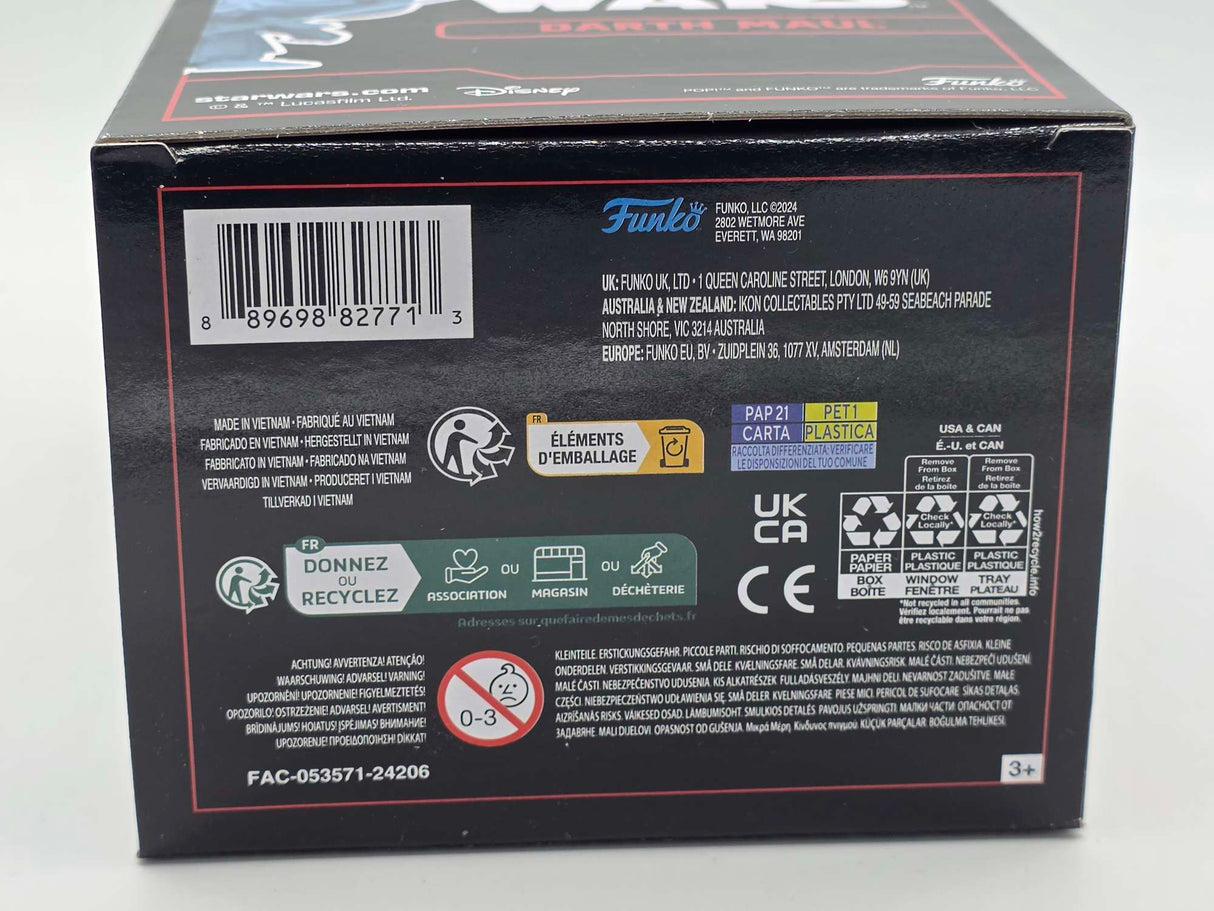 WARS
DARTH MAUL
starwars.com
© & ™ Lucasfilm Ltd.
Disney
Funko
POP!™ and FUNKO™ are trademarks of Funko, LLC
8 89698 82771 3
Funko
FUNKO, LLC ©2024
2802 WETMORE AVE
EVERETT, WA 98201
UK: FUNKO UK, LTD • 1 QUEEN CAROLINE STREET, LONDON, W6 9YN (UK)
AUSTRALIA & NEW ZEALAND: IKON COLLECTABLES PTY LTD 49-59 SEABEACH PARADE
NORTH SHORE, VIC 3214 AUSTRALIA
EUROPE: FUNKO EU, BV • ZUIDPLEIN 36, 1077 XV, AMSTERDAM (NL)
MADE IN VIETNAM • FABRIQUÉ AU VIETNAM
FABRICADO EN VIETNAM • HERGESTELLT IN VIETNAM
FABBRICATO IN VIETNAM • FABRICADO NA VIETNAM
VERVAARDIGD IN VIETNAM • PRODUCERET I VIETNAM
TILLVERKAD I VIETNAM
FR
ÉLÉMENTS
D'EMBALLAGE
PAP 21 PET 1
CARTA PLASTICA
RACCOLTA DIFFERENZIATA: VERIFICARE
LE DISPOSIZIONI DEL TUO COMUNE
USA & CAN
É.-U. et CAN
Remove
From Box
Retirez
de la boîte
Remove
From Box
Retirez
de la boîte
Check
Locally*
Check
Locally*
PAPER
PAPIER
PLASTIC
PLASTIQUE
PLASTIC
PLASTIQUE
BOX
BOÎTE
WINDOW
FENÊTRE
TRAY
PLATEAU
how2recycle.info
*Not recycled in all communities.
Vérifiez localement. Pourrait ne pas
être recyclable dans votre région.
UK
CA
CE
FR
DONNEZ
OU
RECYCLEZ
ASSOCIATION
OU
MAGASIN
OU
DÉCHÈTERIE
Adresses sur quefairedemesdechets.fr
ACHTUNG! AVVERTENZA! ATENÇÃO!
WAARSCHUWING! ADVARSEL! VARNING!
UPOZORNĚNÍ! UPOZORNENIE! FIGYELMEZTETÉS!
OPOZORILO! OSTRZEŻENIE! ADVARSEL! AVERTISMENT!
BRĪDINĀJUMS! HOIATUS! ĮSPĖJIMAS! ВНИМАНИЕ!
UPOZORENJE! ΠΡΟΕΙΔΟΠΟΙΗΣΗ! DİKKAT!
0-3
KLEINTEILE. ERSTICKUNGSGEFAHR. PICCOLE PARTI. RISCHIO DI SOFFOCAMENTO. PEQUENAS PARTES. RISCO DE ASFIXIA. KLEINE
ONDERDELEN. VERSTIKKINGSGEVAAR. SMÅ DELE. KVÆLNINGSFARE. SMÅ DELAR. KVÄVNINGSRISK. MALÉ ČÁSTI. NEBEZPEČÍ UDUŠENÍ.
MALÉ ČASTI. NEBEZPEČENSTVO UDUSENIA. KIS ALKATRÉSZEK. FULLADÁSVESZÉLY. MAJHNI DELI. NEVARNOST ZADUŠITVE. MAŁE
CZĘŚCI. NIEBEZPIECZEŃSTWO UDŁAWIENIA SIĘ. SMÅ DELER. KVELNINGSFARE. PIESE MICI. PERICOL DE SUFOCARE. SĪKAS DETAĻAS.
AIZRĪŠANĀS RISKS. VÄIKESED OSAD. LÄMBUMISOHT. SMULKIOS DETALĖS. PAVOJUS UŽSPRINGTI. МАЛКИ ЧАСТИ. ОПАСНОСТ ОТ
ЗАДАВЯНЕ. MALI DIJELOVI. OPASNOST OD GUŠENJA. Μικρά Μέρη. Κίνδυνος πνιγμού. KÜÇÜK PARÇALAR. BOĞULMA TEHLİKESİ.
FAC-053571-24206
3+